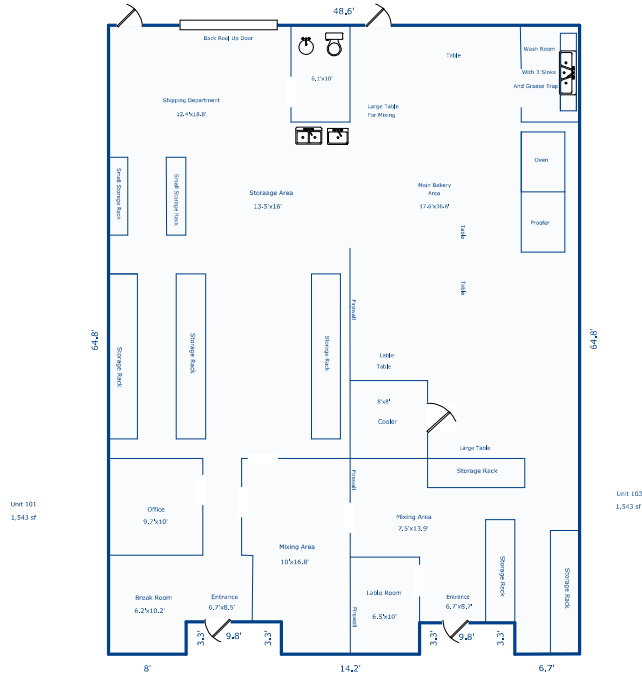 48.6'
Back Rool Up Door
Table
Wash Room
With 3 Sinks
And Grease Trap
6,1'x10'
Shipping Department
12.4'x18.8'
Large Table
For Mixing
Small Storage Rack
Small Storage Rack
Storaage Area
13.5'x16'
Main Bakery
Area
17.6'x36.6'
Oven
Proofer
Table
Table
64.8'
64.8'
Storage Rack
Storage Rack
Storage Rack
Firewall
Lable
Table
8'x8'
Cooler
Large Table
Storage Rack
Firewall
Unit 101
1,543 sf
Unit 103
1,543 sf
Office
9.7'x10'
Mixing Area
7.5'x13.9'
Mixing Area
10'x16.8'
Storage Rack
Storage Rack
Break Room
6.2'x10.2'
Entrance
6.7'x8.5'
Lable Room
6.5'x10'
Entrance
6.7'x8.7'
Firewall
3.3'
9.8'
3.3'
3.3'
9.8'
3.3'
8'
14.2'
6.7'